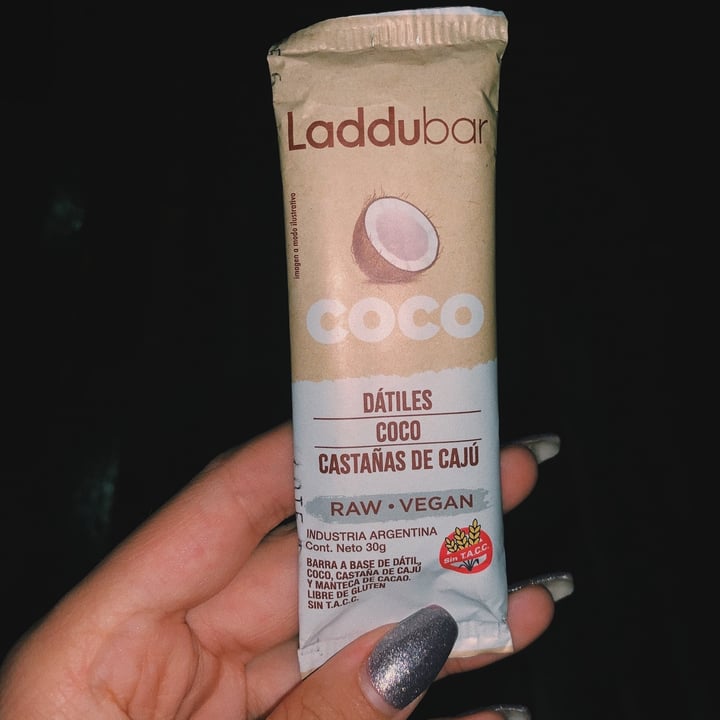 Laddubar
imagen a modo ilustrativo
COCO
DÁTILES
COCO
CASTAÑAS DE CAJÚ
RAW • VEGAN
INDUSTRIA ARGENTINA
Cont. Neto 30g
Sin T.A.C.C.
BARRA A BASE DE DÁTIL,
COCO, CASTAÑA DE CAJÚ
Y MANTECA DE CACAO.
LIBRE DE GLUTEN
SIN T.A.C.C.